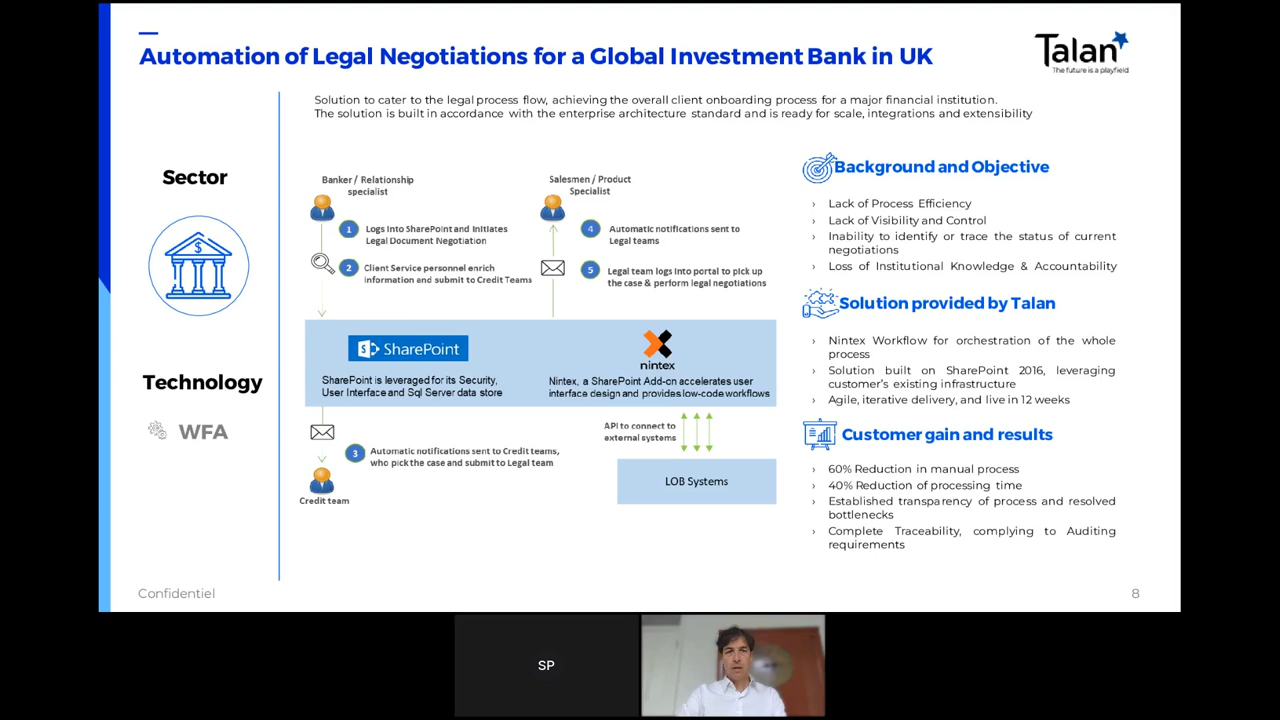 Automation of Legal Negotiations for a Global Investment Bank in UK
Talan
The future is a playfield
Solution to cater to the legal process flow, achieving the overall client onboarding process for a major financial institution.
The solution is built in accordance with the enterprise architecture standard and is ready for scale, integrations and extensibility
Sector
$
Technology
WFA
Banker / Relationship
specialist
1 Logs into SharePoint and Initiates
Legal Document Negotiation
2 Client Service personnel enrich
information and submit to Credit Teams
Salesmen / Product
Specialist
4 Automatic notifications sent to
Legal teams
5 Legal team logs into portal to pick up
the case & perform legal negotiations
S SharePoint
SharePoint is leveraged for its Security,
User Interface and Sql Server data store
nintex
Nintex, a SharePoint Add-on accelerates user
interface design and provides low-code workflows
3 Automatic notifications sent to Credit teams,
who pick the case and submit to Legal team
Credit team
API to connect to
external systems
LOB Systems
Background and Objective
› Lack of Process Efficiency
› Lack of Visibility and Control
› Inability to identify or trace the status of current
negotiations
› Loss of Institutional Knowledge & Accountability
Solution provided by Talan
› Nintex Workflow for orchestration of the whole
process
› Solution built on SharePoint 2016, leveraging
customer's existing infrastructure
› Agile, iterative delivery, and live in 12 weeks
Customer gain and results
› 60% Reduction in manual process
› 40% Reduction of processing time
› Established transparency of process and resolved
bottlenecks
› Complete Traceability, complying to Auditing
requirements
Confidentiel
8
SP